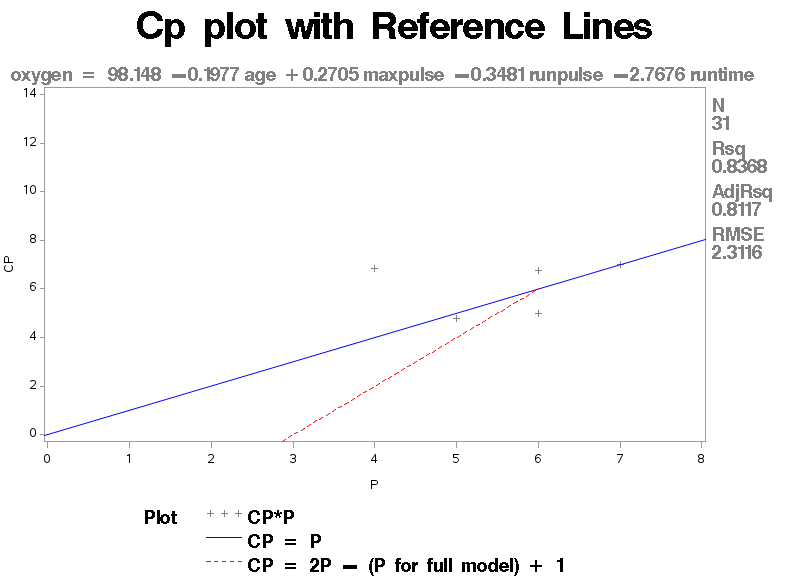 Cp plot with Reference Lines
oxygen = 98.148 -0.1977 age +0.2705 maxpulse -0.3481 runpulse -2.7676 runtime
N
31
Rsq
0.8368
AdjRsq
0.8117
RMSE
2.3116
14
12
10
8
6
4
2
0
CP
0 1 2 3 4 5 6 7 8
P
Plot + + + CP*P
CP = P
CP = 2P - (P for full model) + 1